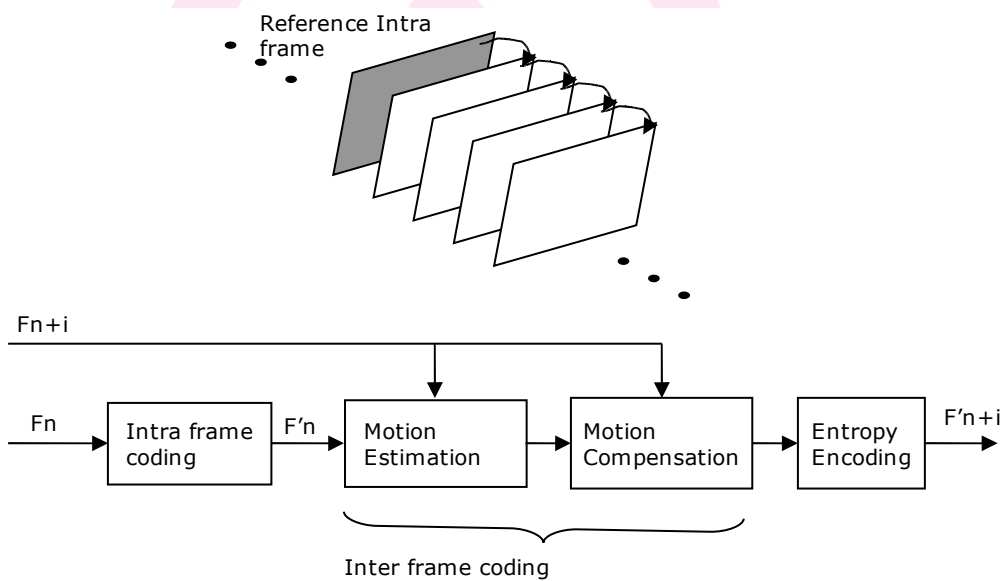 Reference Intra
frame
Fn+i
Fn
Intra frame
coding
F'n
Motion
Estimation
Motion
Compensation
Entropy
Encoding
F'n+i
Inter frame coding